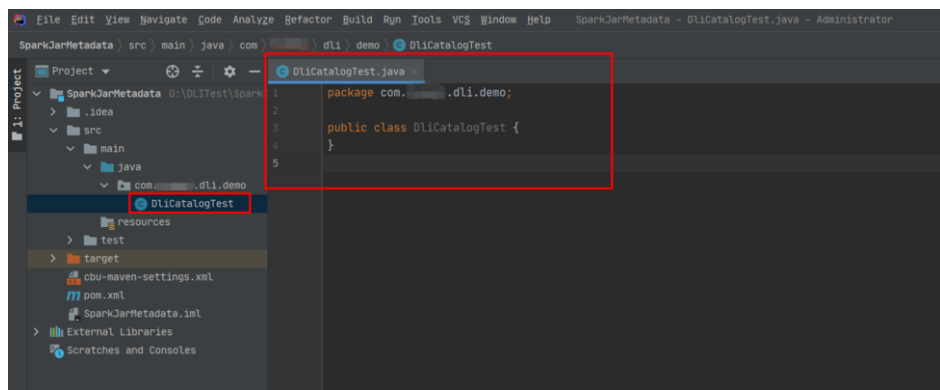 File Edit View Navigate Code Analyze Refactor Build Run Tools VCS Window Help SparkJarMetadata - DliCatalogTest.java - Administrator
SparkJarMetadata 〉 src 〉 main 〉 java 〉 com 〉 〉 dli 〉 demo 〉 C DliCatalogTest
1: Project
Project
SparkJarMetadata D:\DLITest\Spark
.idea
src
main
java
com. .dli.demo
C DliCatalogTest
resources
test
target
cbu-maven-settings.xml
m pom.xml
SparkJarMetadata.iml
External Libraries
Scratches and Consoles
C DliCatalogTest.java ×
1 package com. .dli.demo;
2
3 public class DliCatalogTest {
4 }
5